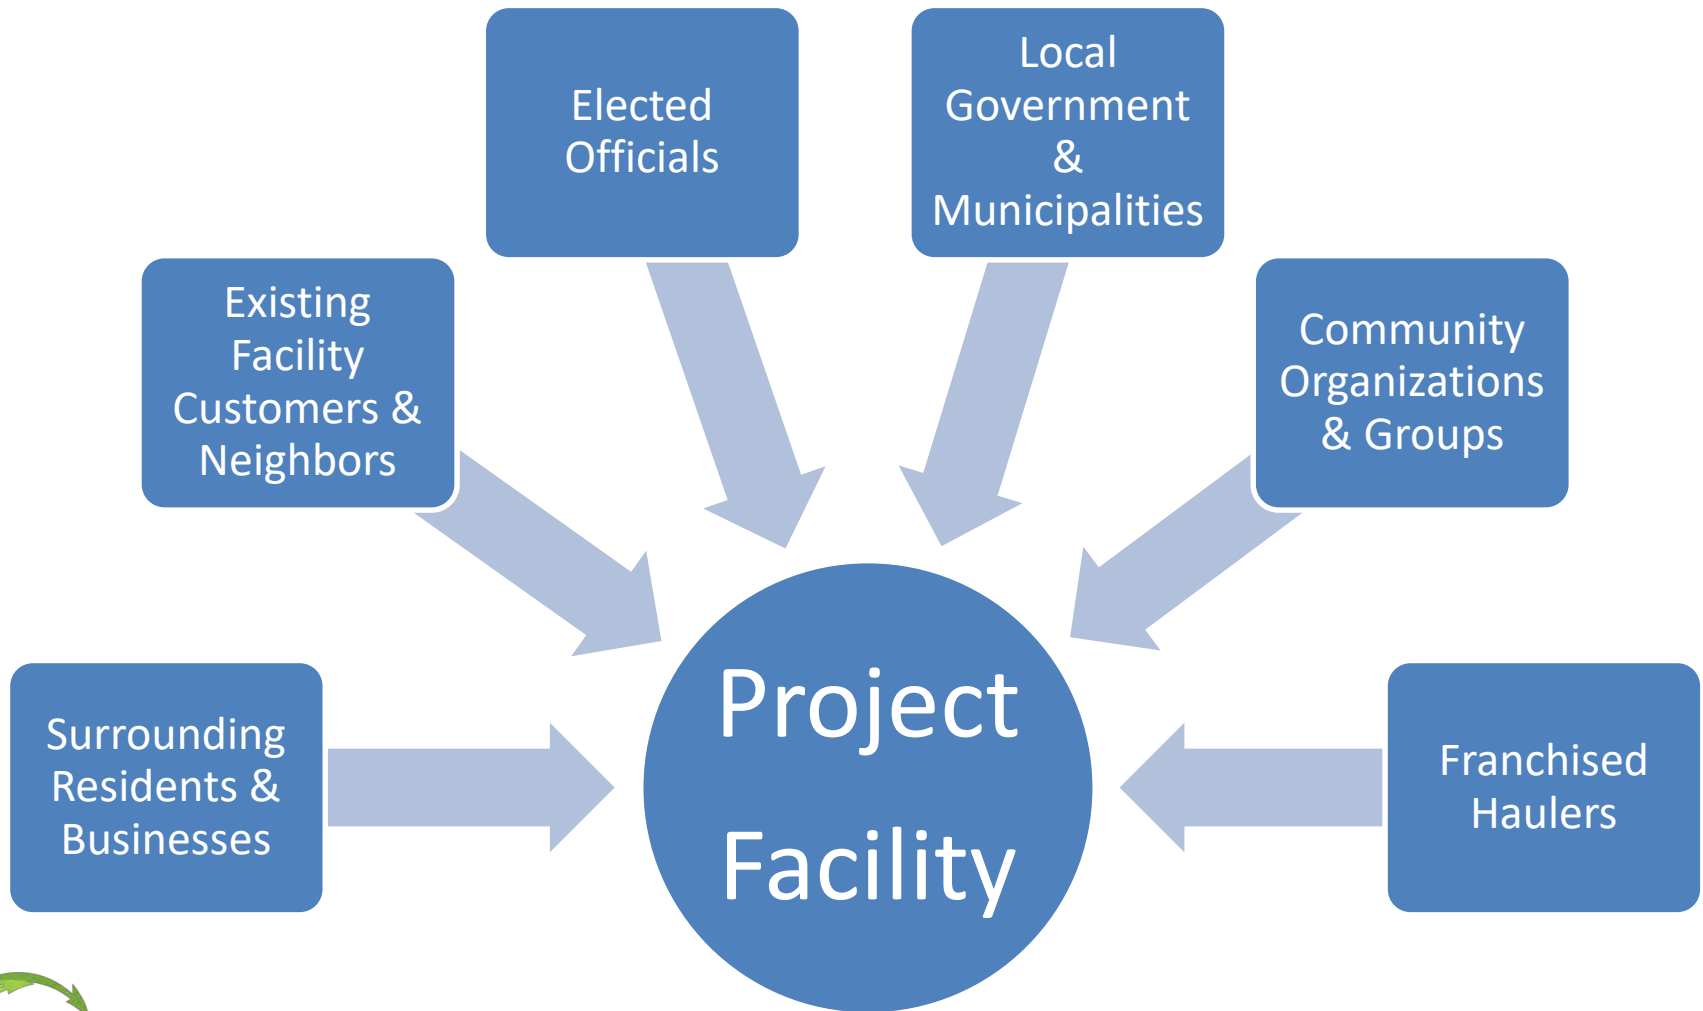 Elected
Officials
Local
Government
&
Municipalities
Existing
Facility
Customers &
Neighbors
Community
Organizations
& Groups
Surrounding
Residents &
Businesses
Project
Facility
Franchised
Haulers